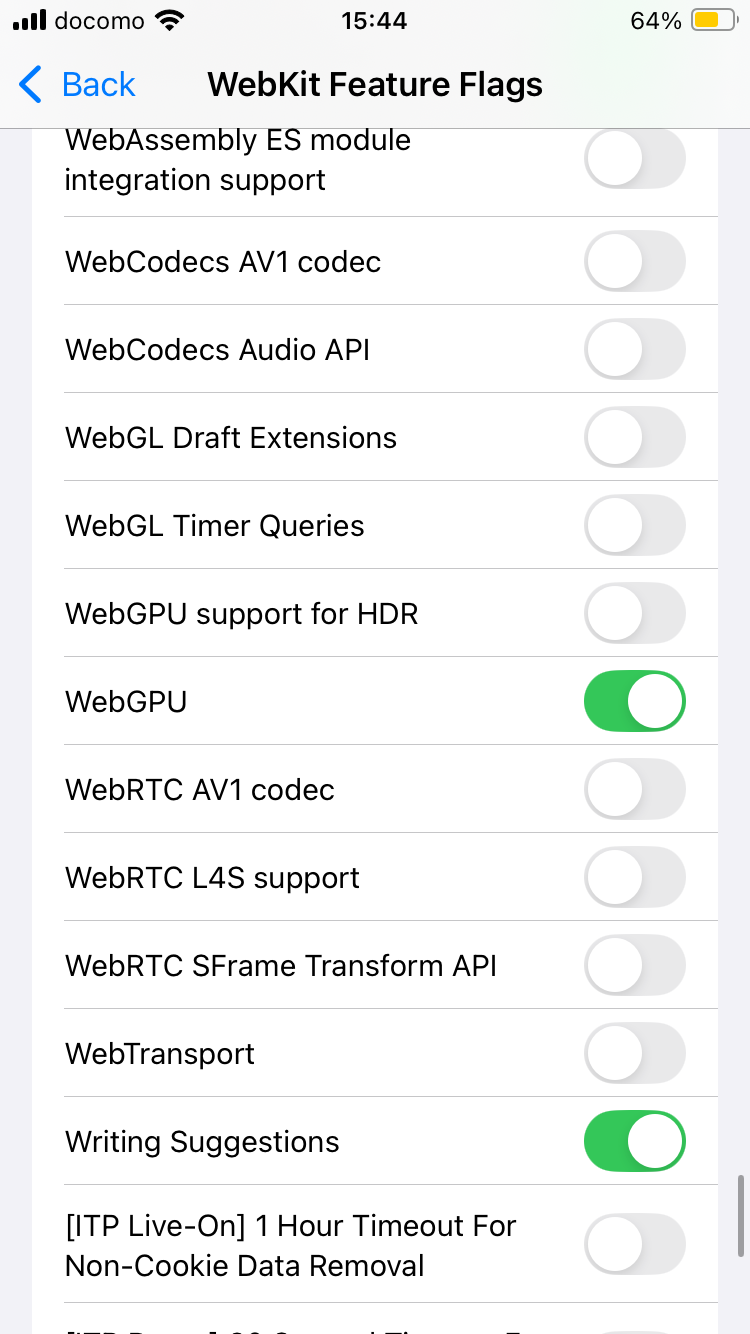 docomo 15:44 64%
Back WebKit Feature Flags
WebAssembly ES module
integration support
WebCodecs AV1 codec
WebCodecs Audio API
WebGL Draft Extensions
WebGL Timer Queries
WebGPU support for HDR
WebGPU
WebRTC AV1 codec
WebRTC L4S support
WebRTC SFrame Transform API
WebTransport
Writing Suggestions
[ITP Live-On] 1 Hour Timeout For
Non-Cookie Data Removal